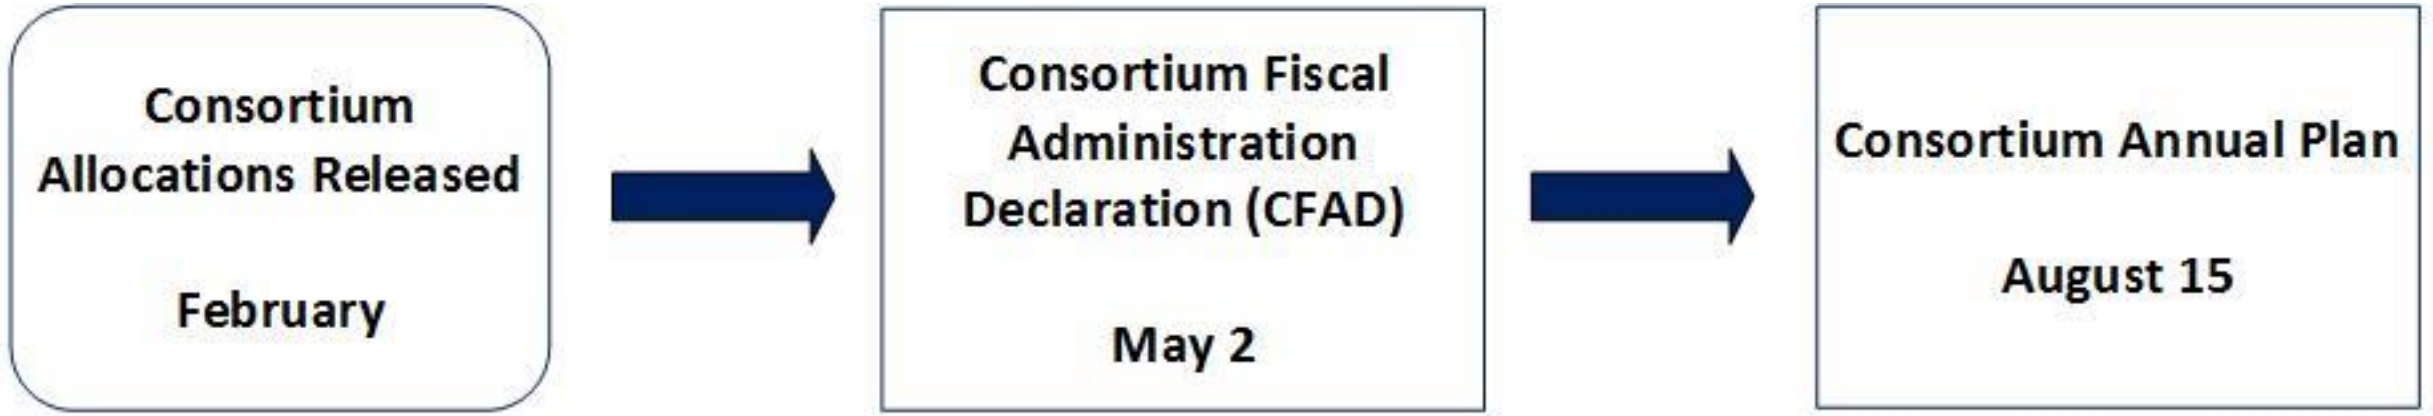 Consortium
Allocations Released
February
Consortium Fiscal
Administration
Declaration (CFAD)
May 2
Consortium Annual Plan
August 15